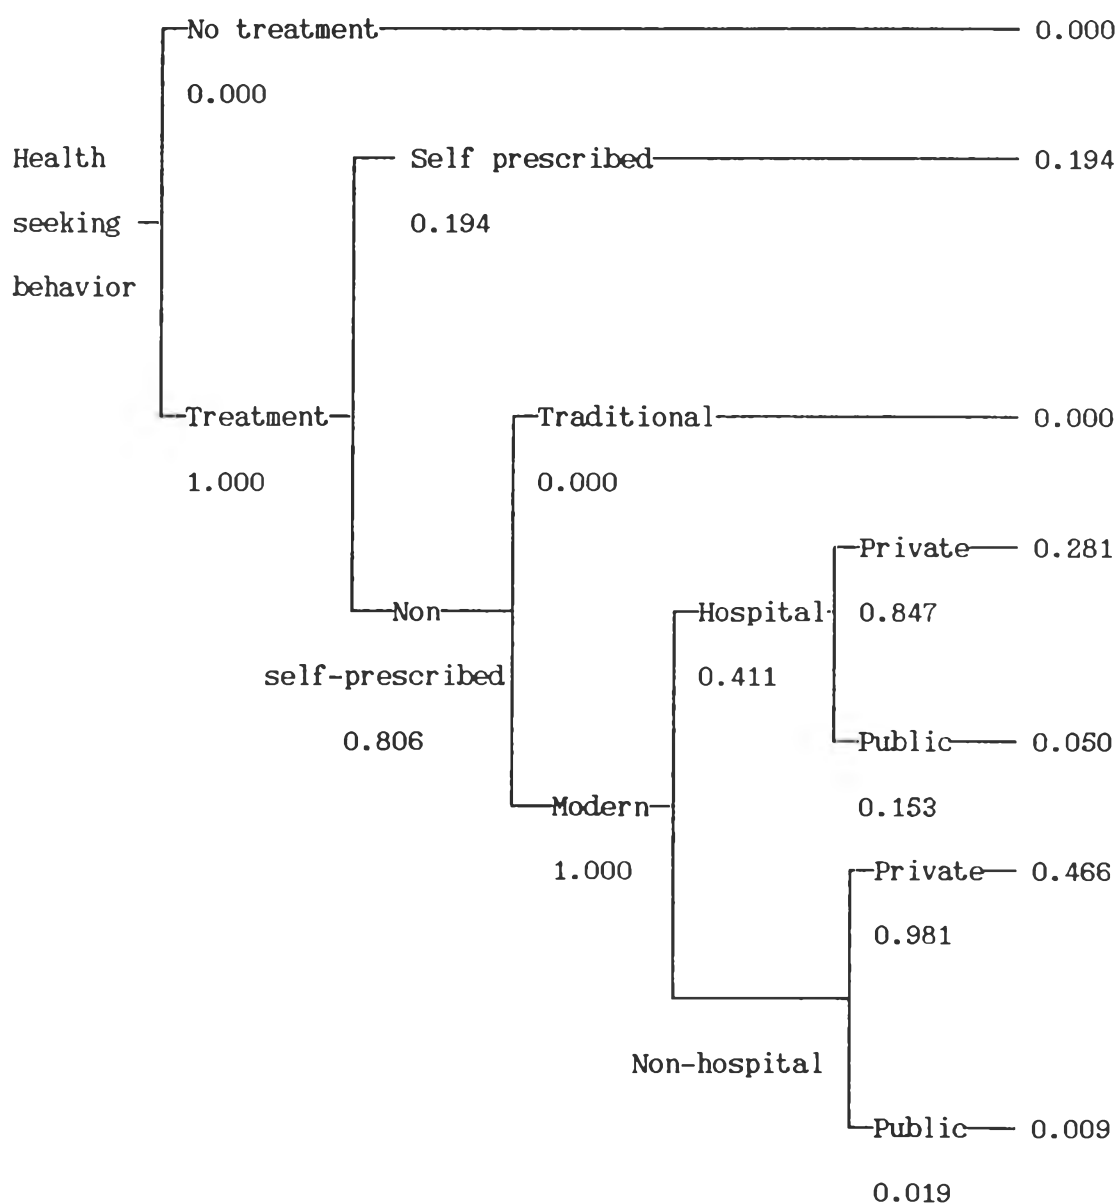 No treatment 0.000
0.000
Health Self prescribed 0.194
seeking 0.194
behavior
Treatment Traditional 0.000
1.000 0.000
Private 0.281
Non Hospital 0.847
self-prescribed 0.411
0.806 Public 0.050
Modern 0.153
1.000 Private 0.466
0.981
Non-hospital
Public 0.009
0.019